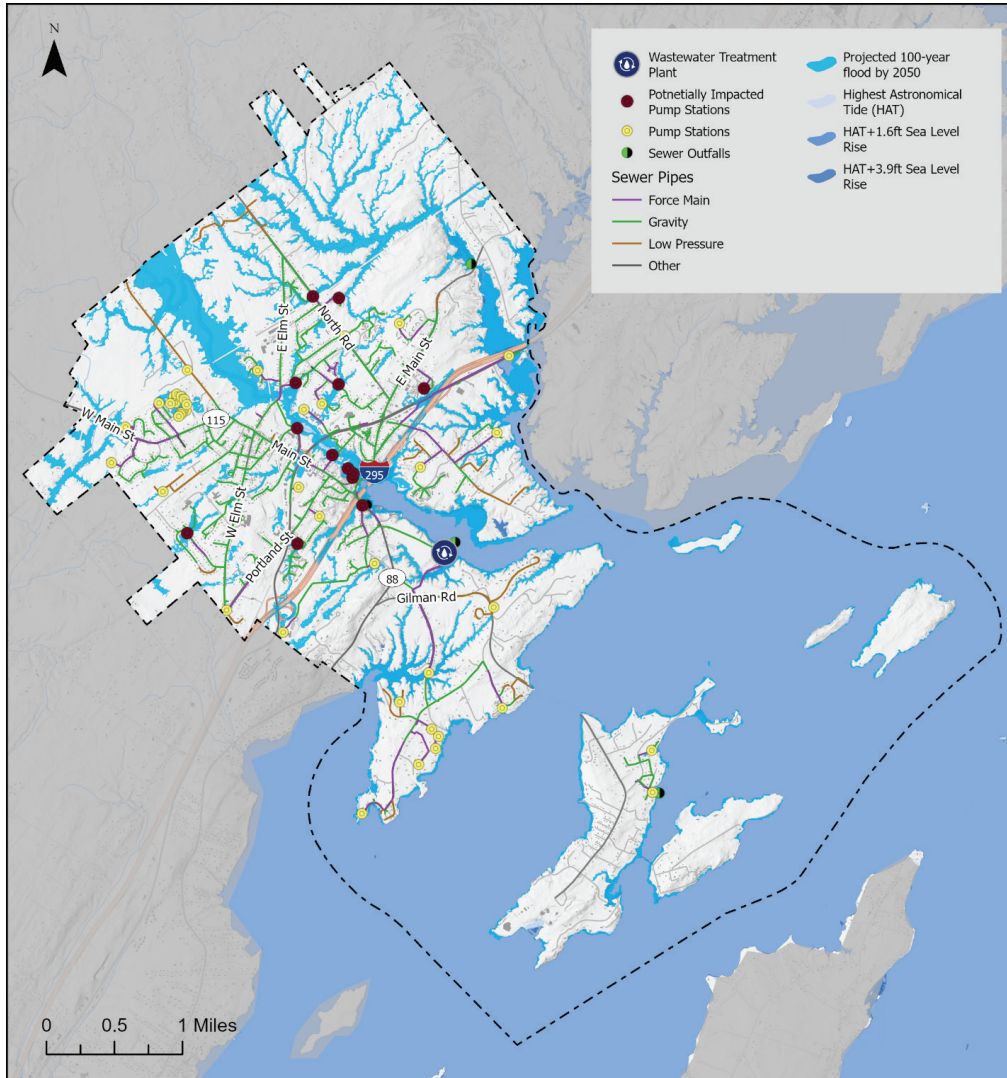 N
Wastewater Treatment
Plant
Potnetially Impacted
Pump Stations
Pump Stations
Sewer Outfalls
Sewer Pipes
Force Main
Gravity
Low Pressure
Other
Projected 100-year
flood by 2050
Highest Astronomical
Tide (HAT)
HAT+1.6ft Sea Level
Rise
HAT+3.9ft Sea Level
Rise
E Elm St
North Rd
E Main St
W Main St
115
Main St
295
W Elm St
Portland St
88
Gilman Rd
0 0.5 1 Miles